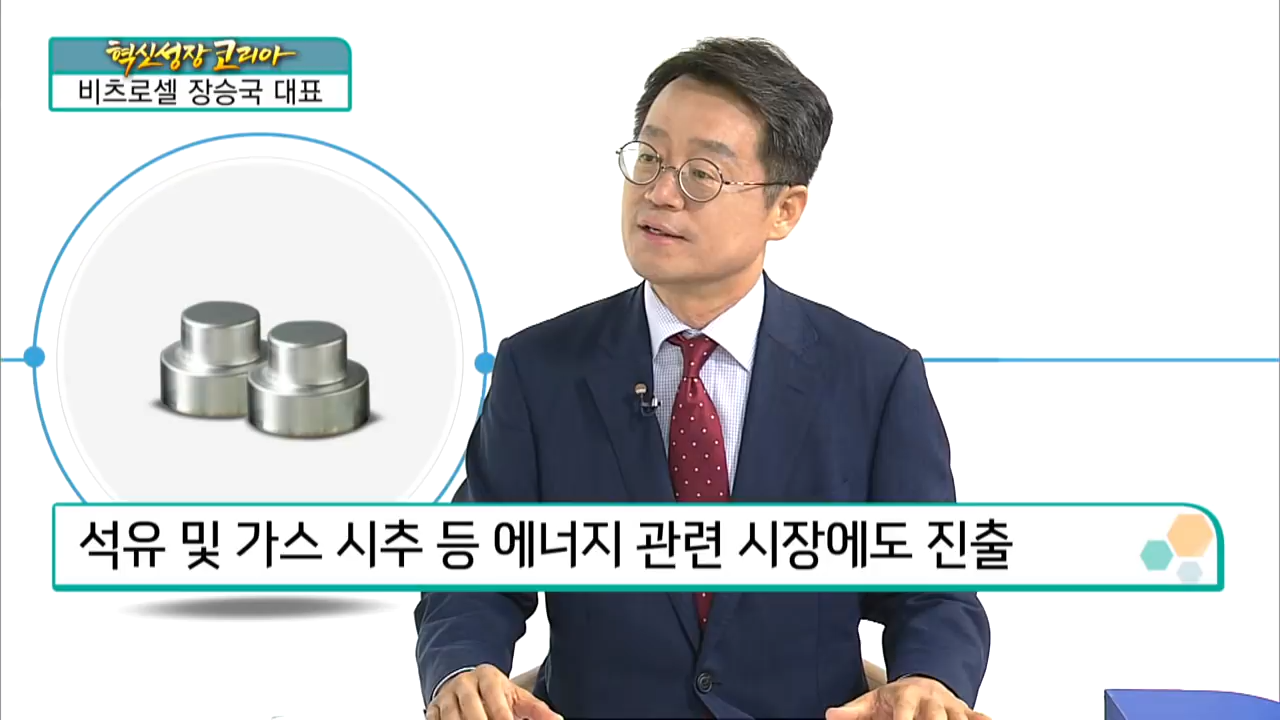 혁신성장 코리아
비츠로셀 장승국 대표
석유 및 가스 시추 등 에너지 관련 시장에도 진출